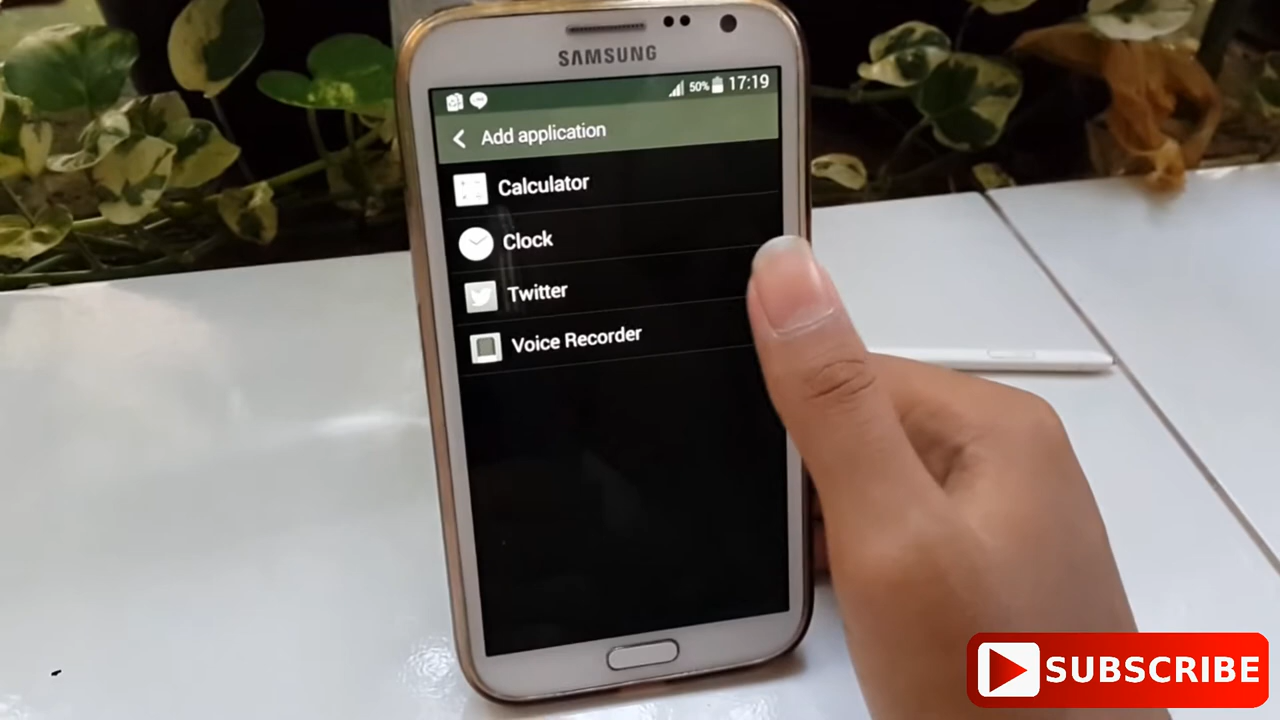 SAMSUNG
50% 17:19
Add application
Calculator
Clock
Twitter
Voice Recorder
SUBSCRIBE